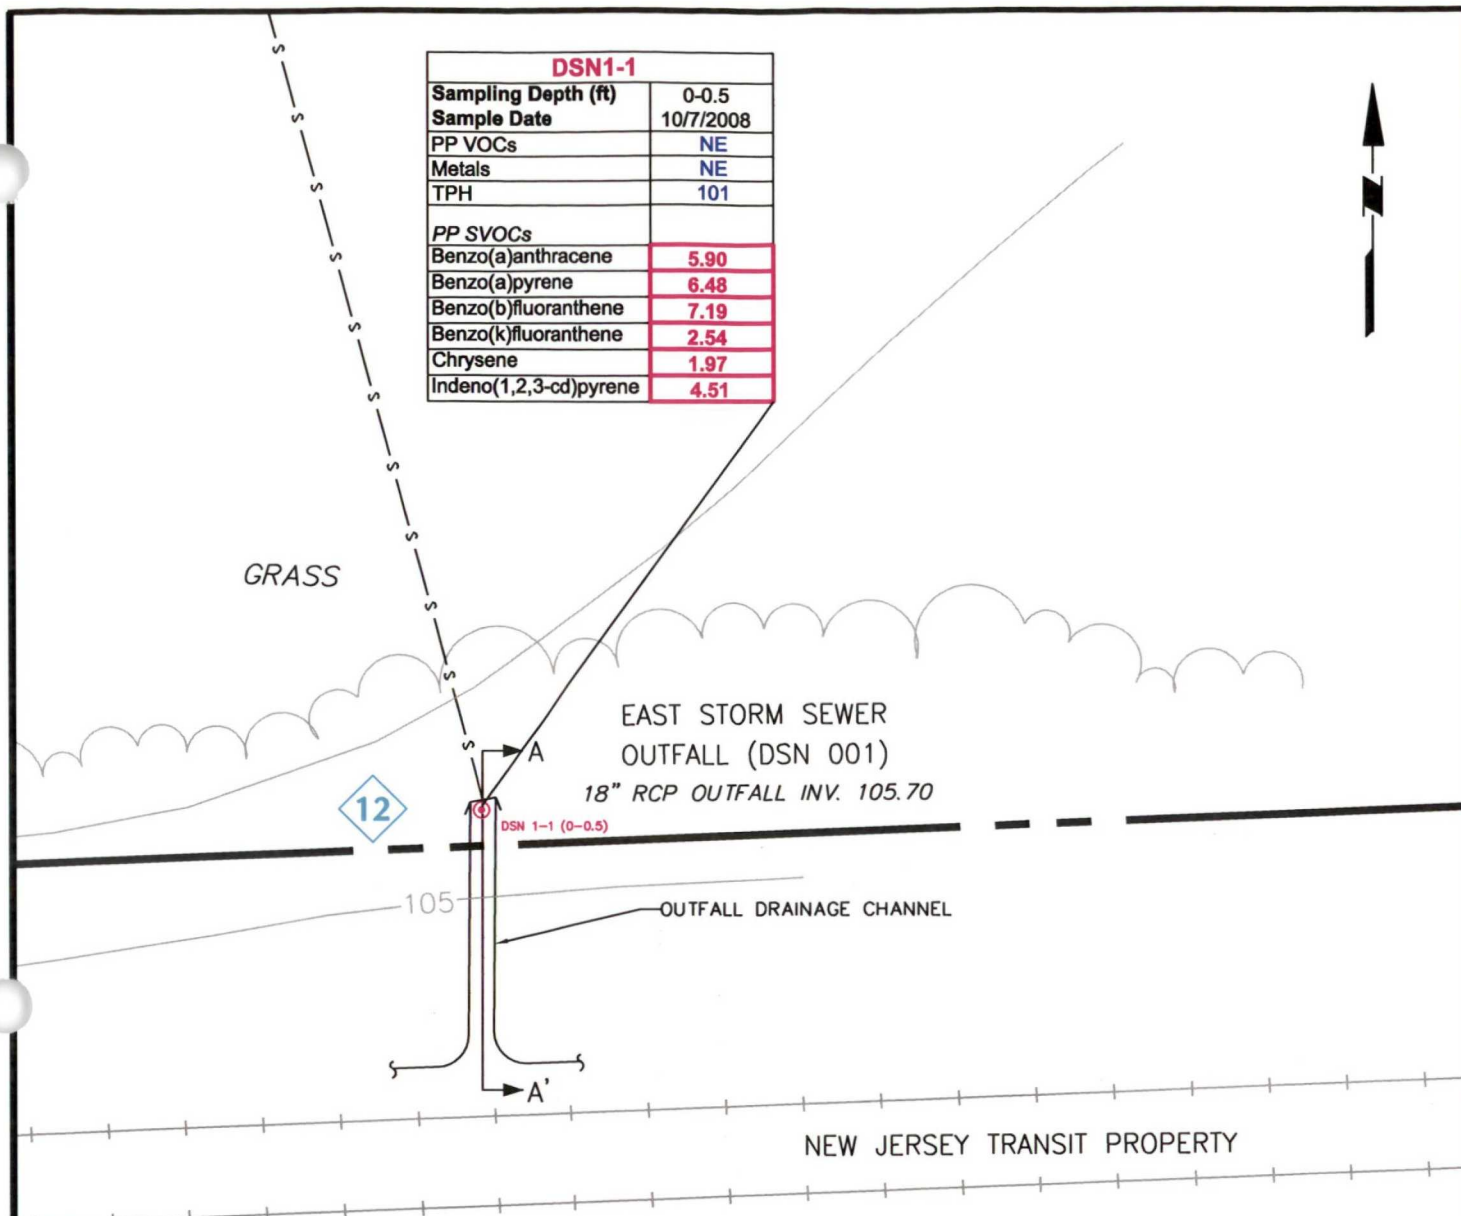 DSN1-1
Sampling Depth (ft) 0-0.5
Sample Date 10/7/2008
PP VOCs NE
Metals NE
TPH 101
PP SVOCs
Benzo(a)anthracene 5.90
Benzo(a)pyrene 6.48
Benzo(b)fluoranthene 7.19
Benzo(k)fluoranthene 2.54
Chrysene 1.97
Indeno(1,2,3-cd)pyrene 4.51
N
S
S
S
S
S
S
S
S
S
S
S
GRASS
EAST STORM SEWER
OUTFALL (DSN 001)
18" RCP OUTFALL INV. 105.70
A
12
DSN 1-1 (0-0.5)
105
OUTFALL DRAINAGE CHANNEL
A'
NEW JERSEY TRANSIT PROPERTY